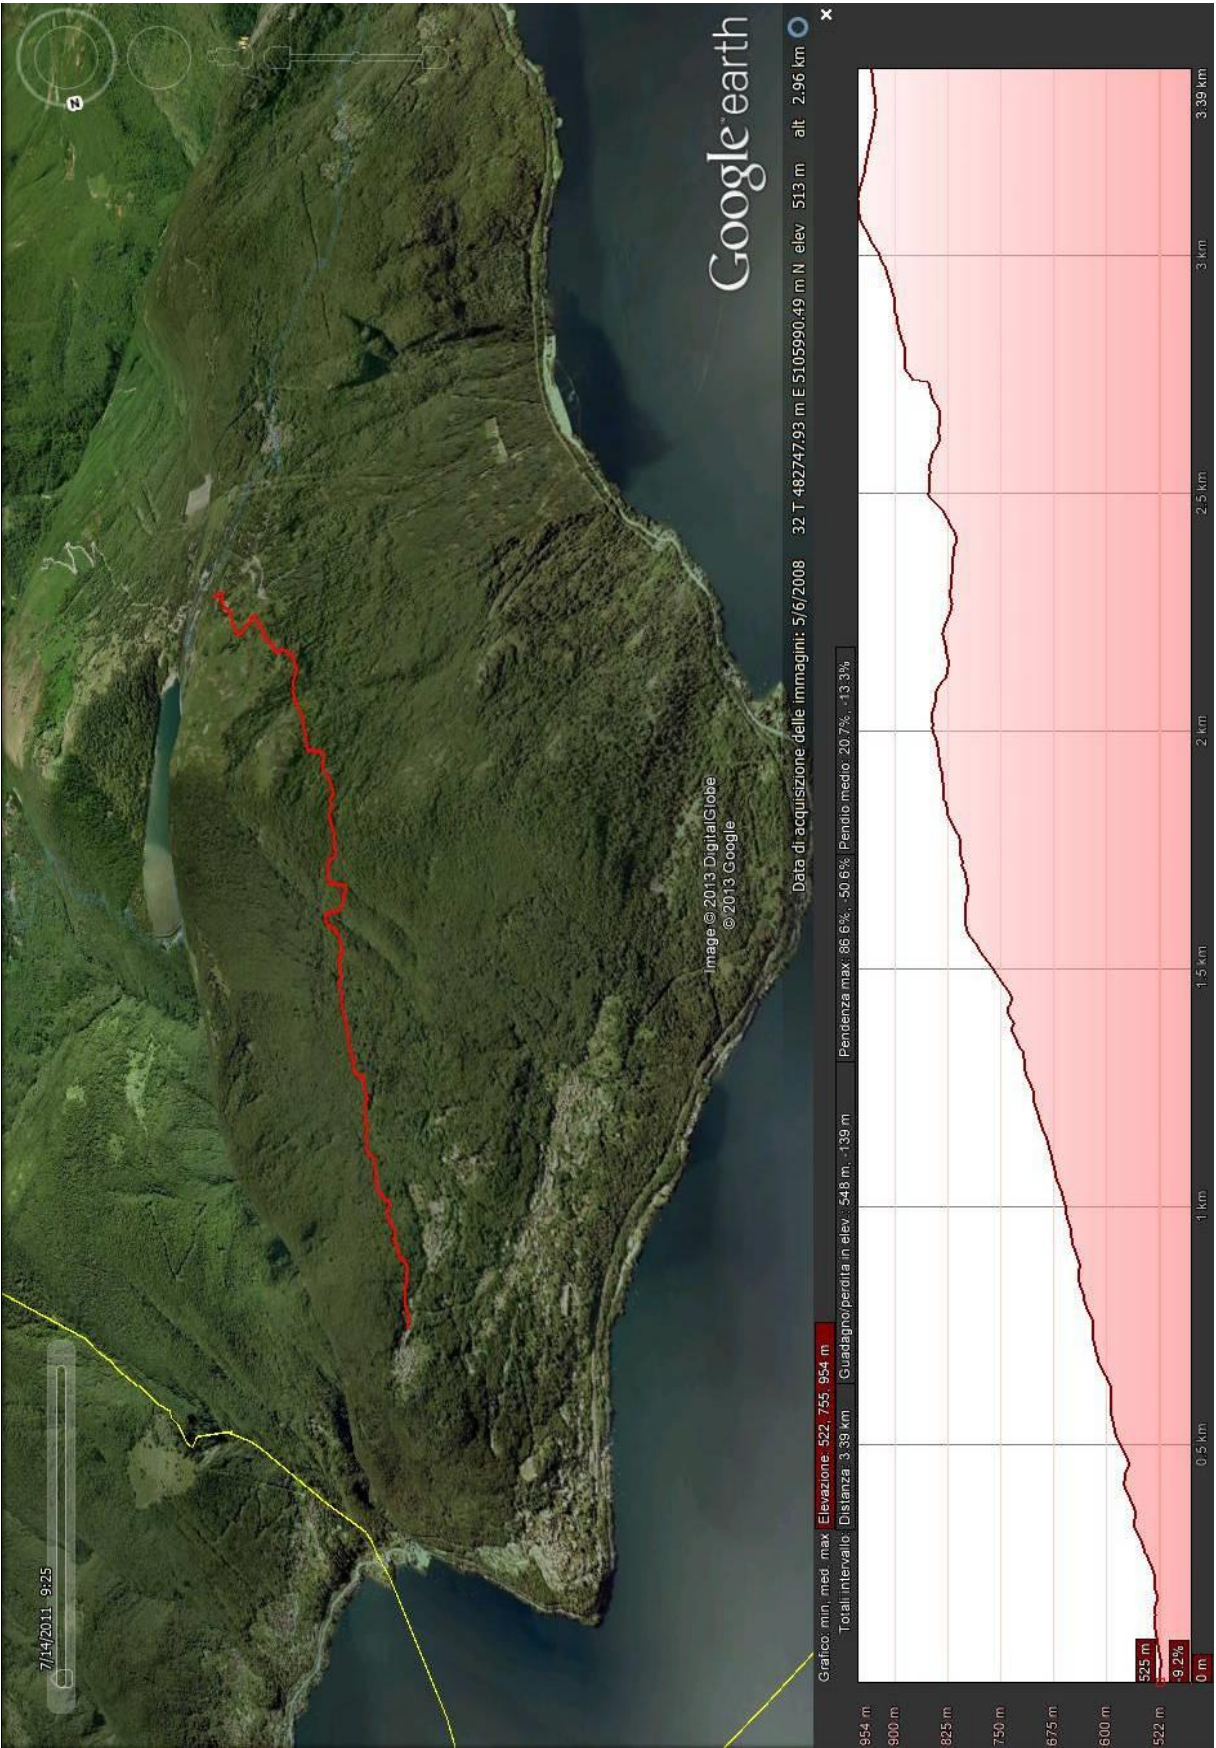 7/14/2011 9:25
N
Image © 2013 DigitalGlobe
© 2013 Google
Google earth
Data di acquisizione delle immagini: 5/6/2008 32 T 482747.93 m E 5105990.49 m N elev 513 m alt 2.96 km
Grafico: min, med, max Elevazione: 522, 755, 954 m
Totali intervallo: Distanza: 3.39 km Guadagno/perdita in elev.: 548 m, -139 m Pendenza max: 86.6%, -50.6% Pendio medio: 20.7%, -13.3%
954 m
900 m
825 m
750 m
675 m
600 m
522 m
525 m
-9.2%
0 m
0.5 km
1 km
1.5 km
2 km
2.5 km
3 km
3.39 km